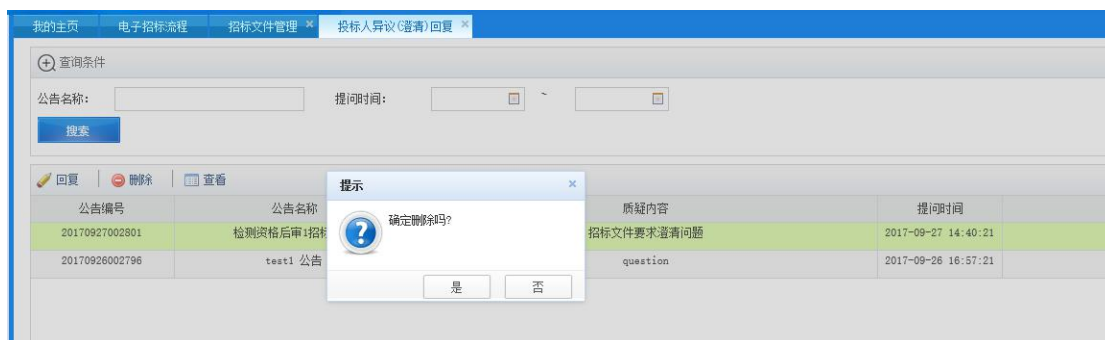 我的主页 电子招标流程 招标文件管理 × 投标人异议(澄清)回复 ×
查询条件
公告名称： 提问时间： ~
搜索
回复 删除 查看
公告编号 公告名称 质疑内容 提问时间
20170927002801 检测资格后审1招标 招标文件要求澄清问题 2017-09-27 14:40:21
20170926002796 test1 公告 question 2017-09-26 16:57:21
提示 ×
确定删除吗?
是 否